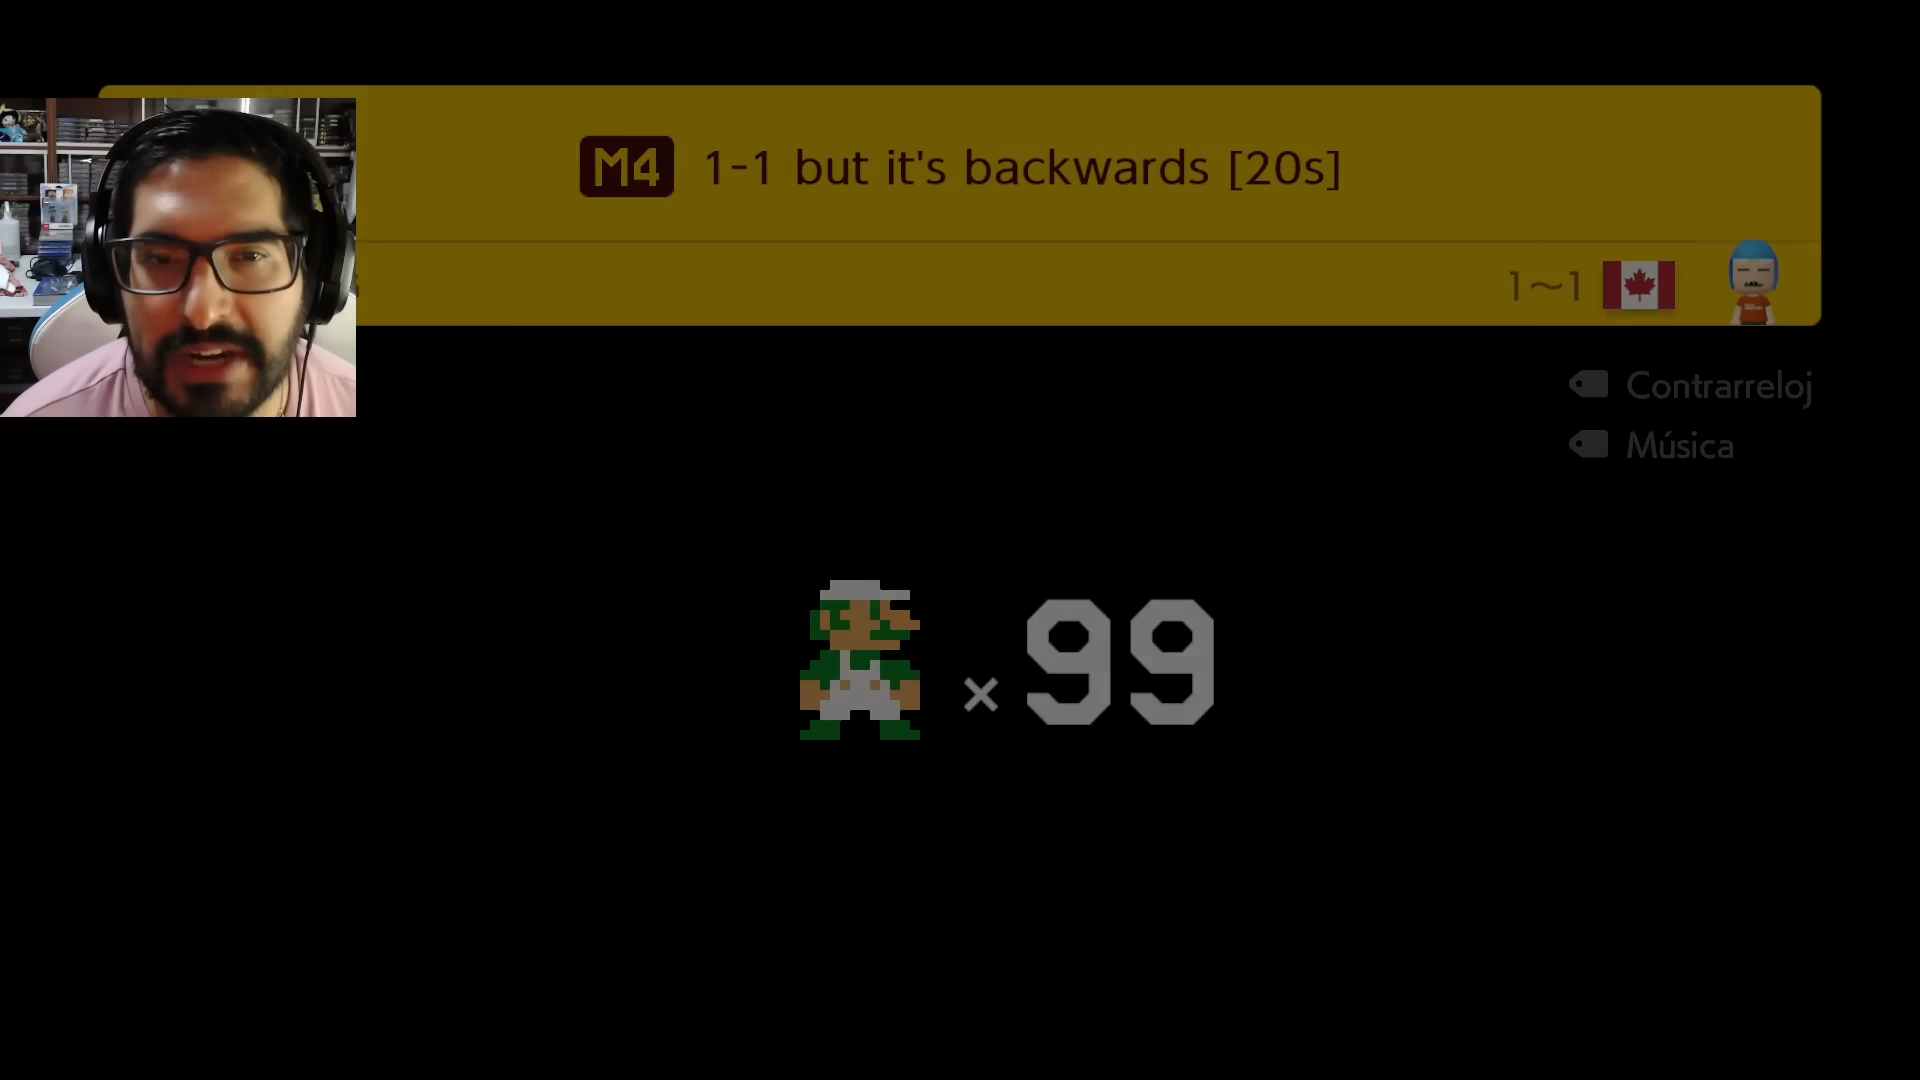 M4 1-1 but it's backwards [20s]
1~1
Contrarreloj
Música
× 99